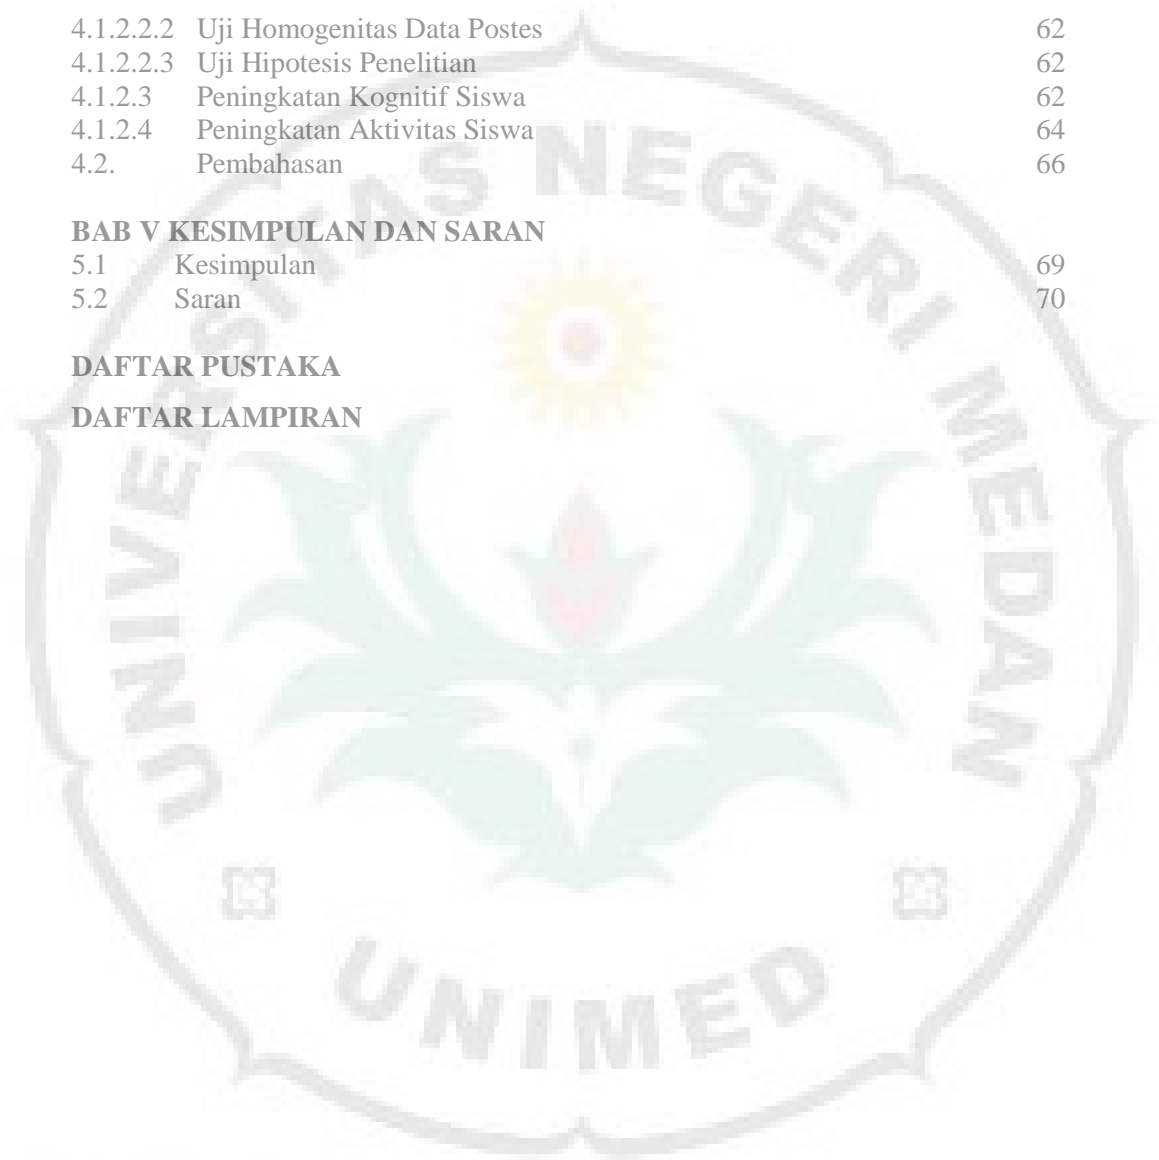 4.1.2.2.2 Uji Homogenitas Data Postes 62
4.1.2.2.3 Uji Hipotesis Penelitian 62
4.1.2.3 Peningkatan Kognitif Siswa 62
4.1.2.4 Peningkatan Aktivitas Siswa 64
4.2. Pembahasan 66
BAB V KESIMPULAN DAN SARAN
5.1 Kesimpulan 69
5.2 Saran 70
DAFTAR PUSTAKA
DAFTAR LAMPIRAN
UNIVERSITAS NEGERI MEDAN
UNIMED